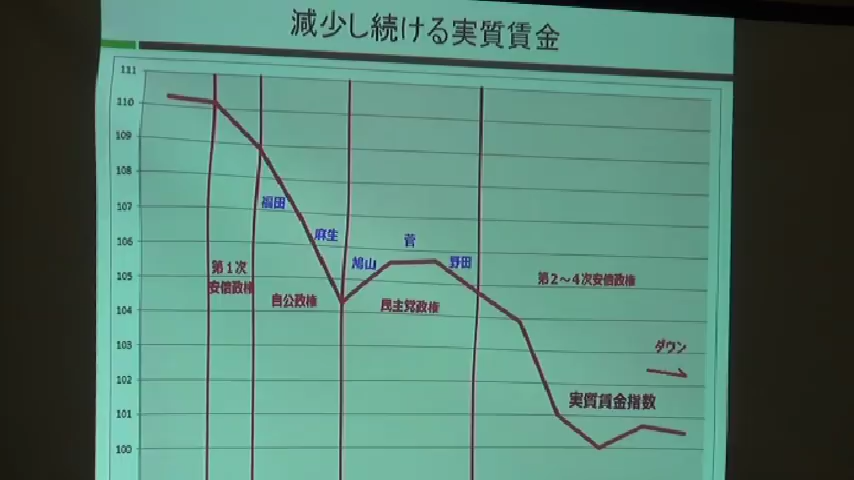 減少し続ける実質賃金
111
110
109
108
107
106
105
104
103
102
101
100
福田
麻生
鳩山
菅
野田
第1次
安倍政権
自公政権
民主党政権
第2～4次安倍政権
ダウン
実質賃金指数